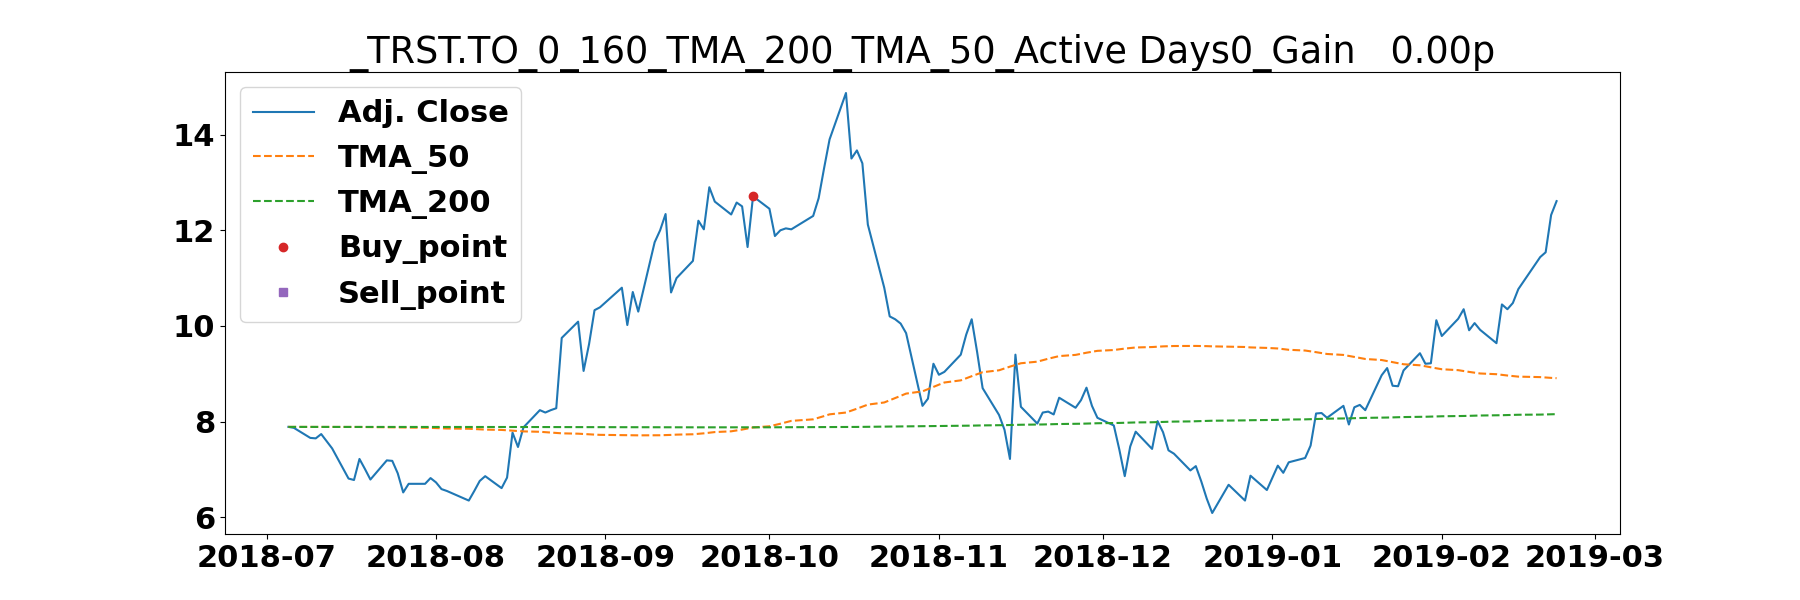 _TRST.TO_0_160_TMA_200_TMA_50_Active Days0_Gain   0.00p
Adj. Close
TMA_50
TMA_200
Buy_point
Sell_point
14
12
10
8
6
2018-07 2018-08 2018-09 2018-10 2018-11 2018-12 2019-01 2019-02 2019-03